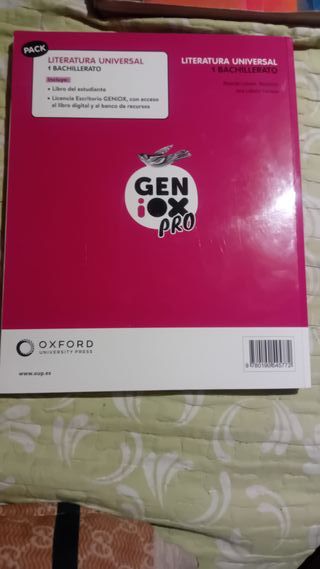 PACK
LITERATURA UNIVERSAL
1 BACHILLERATO
Incluye:
• Libro del estudiante
• Licencia Escritorio GENiOX, con acceso
al libro digital y al banco de recursos
LITERATURA UNIVERSAL
1 BACHILLERATO
GEN
iOX
PRO
OXFORD
UNIVERSITY PRESS
www.oup.es